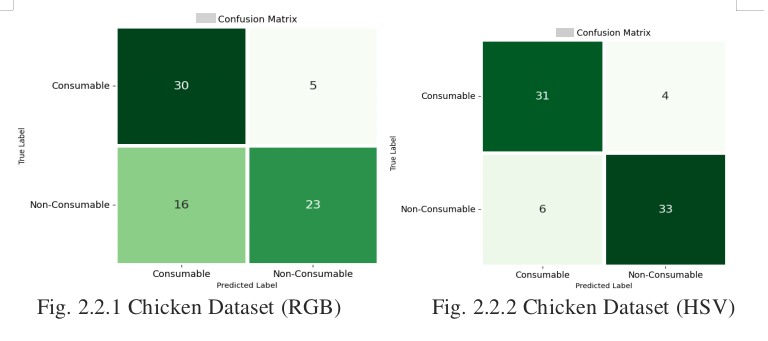 Confusion Matrix
True Label
Consumable
30
5
Non-Consumable
16
23
Consumable
Non-Consumable
Predicted Label
Fig. 2.2.1 Chicken Dataset (RGB)
Confusion Matrix
True Label
Consumable
31
4
Non-Consumable
6
33
Consumable
Non-Consumable
Predicted Label
Fig. 2.2.2 Chicken Dataset (HSV)